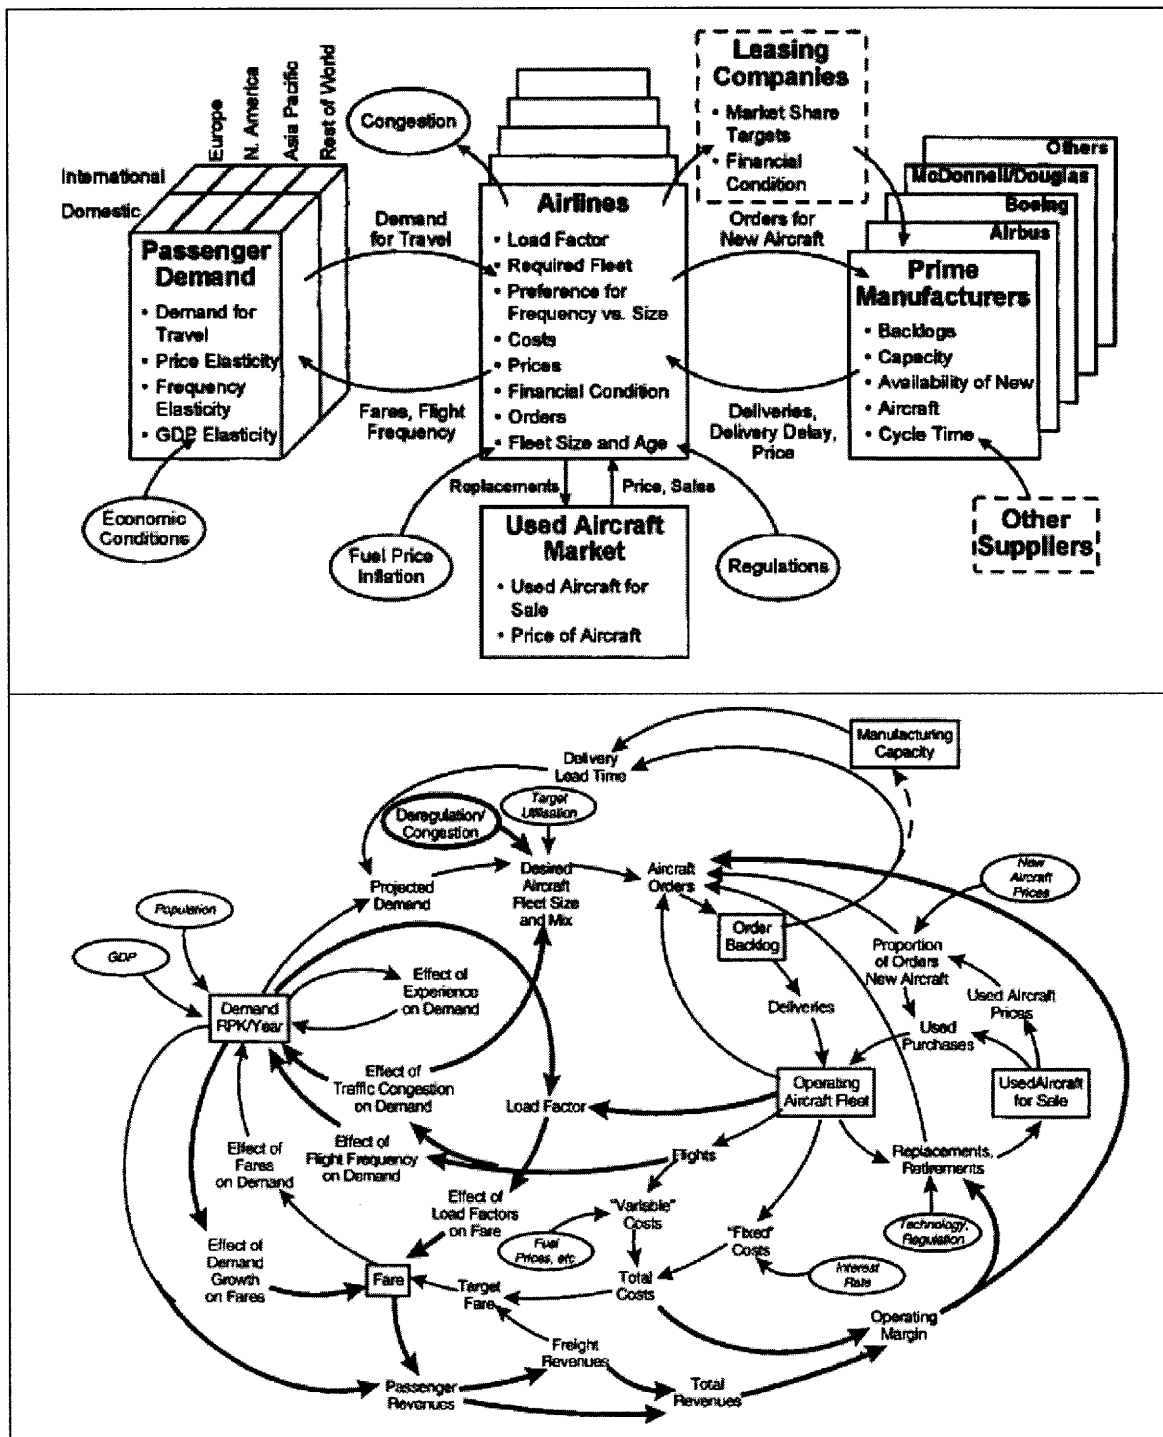 Europe
N. America
Asia Pacific
Rest of World
International
Domestic
Passenger
Demand
• Demand for
Travel
• Price Elasticity
• Frequency
Elasticity
• GDP Elasticity
Economic
Conditions
Congestion
Demand
for Travel
Fares, Flight
Frequency
Fuel Price
Inflation
Airlines
• Load Factor
• Required Fleet
• Preference for
Frequency vs. Size
• Costs
• Prices
• Financial Condition
• Orders
• Fleet Size and Age
Replacements
Price, Sales
Used Aircraft
Market
• Used Aircraft for
Sale
• Price of Aircraft
Regulations
Leasing
Companies
• Market Share
Targets
• Financial
Condition
Orders for
New Aircraft
Deliveries,
Delivery Delay,
Price
Others
McDonnell/Douglas
Boeing
Airbus
Prime
Manufacturers
• Backlogs
• Capacity
• Availability of New
• Aircraft
• Cycle Time
Other
Suppliers
Manufacturing
Capacity
Delivery
Lead Time
Target
Utilisation
Deregulation/
Congestion
Desired
Aircraft
Fleet Size
and Mix
Aircraft
Orders
New
Aircraft
Prices
Projected
Demand
Population
GDP
Order
Backlog
Proportion
of Orders
New Aircraft
Effect of
Experience
on Demand
Demand
RPK/Year
Deliveries
Used Aircraft
Prices
Used
Purchases
Effect of
Traffic Congestion
on Demand
Load Factor
Operating
Aircraft Fleet
UsedAircraft
for Sale
Effect of
Fares
on Demand
Effect of
Flight Frequency
on Demand
Flights
Replacements,
Retirements
Effect of
Load Factors
on Fare
"Variable"
Costs
"Fixed"
Costs
Technology,
Regulation
Fuel
Prices, etc
Effect of
Demand
Growth
on Fares
Fare
Target
Fare
Total
Costs
Interest
Rate
Operating
Margin
Freight
Revenues
Passenger
Revenues
Total
Revenues